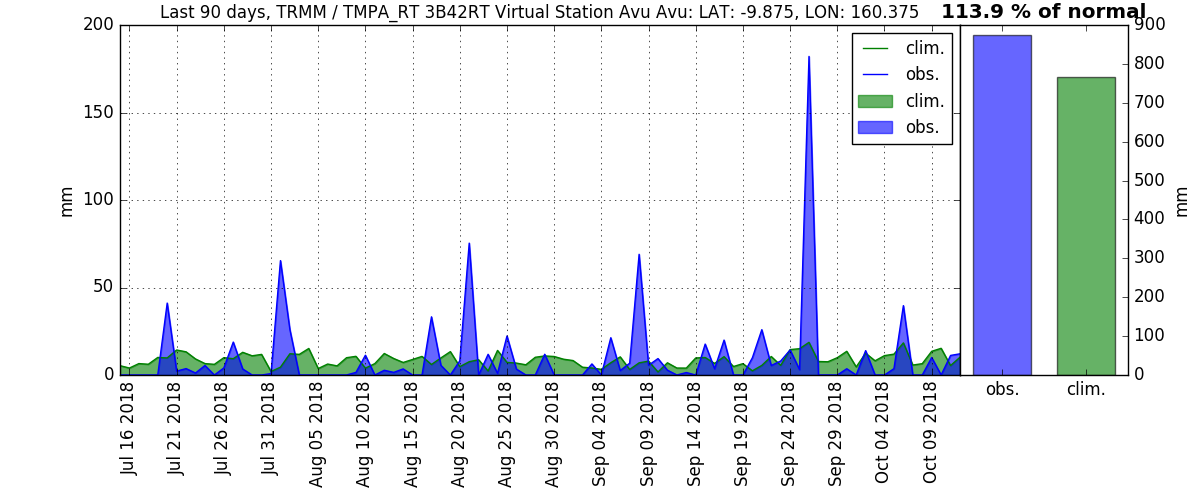 Last 90 days, TRMM / TMPA_RT 3B42RT Virtual Station Avu Avu: LAT: -9.875, LON: 160.375
113.9 % of normal
200
150
100
50
0
mm
clim.
obs.
clim.
obs.
900
800
700
600
500
400
300
200
100
0
mm
Jul 16 2018
Jul 21 2018
Jul 26 2018
Jul 31 2018
Aug 05 2018
Aug 10 2018
Aug 15 2018
Aug 20 2018
Aug 25 2018
Aug 30 2018
Sep 04 2018
Sep 09 2018
Sep 14 2018
Sep 19 2018
Sep 24 2018
Sep 29 2018
Oct 04 2018
Oct 09 2018
obs.
clim.